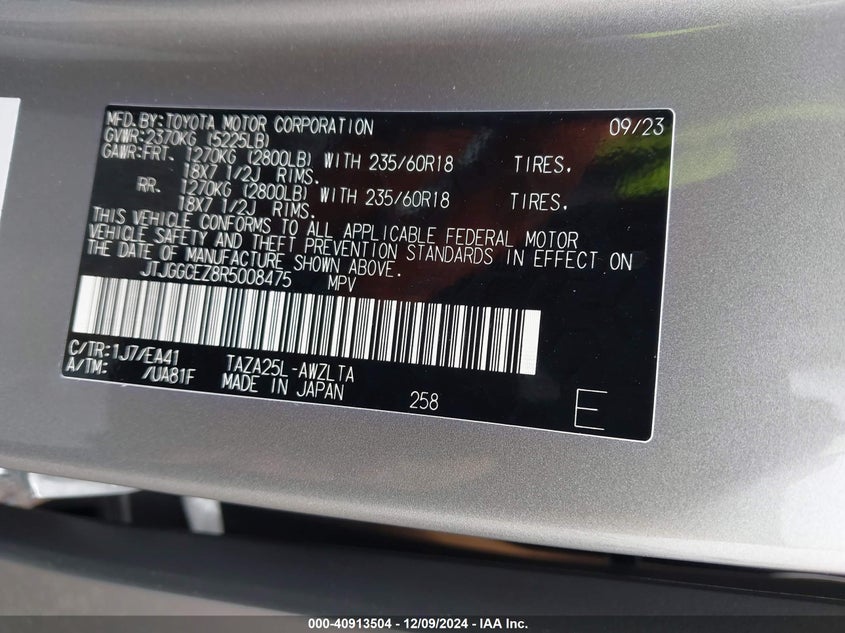 MFD.BY:TOYOTA MOTOR CORPORATION 09/23
GVWR:2370KG (5225LB)
GAWR:FRT. 1270KG (2800LB) WITH 235/60R18 TIRES,
18X7 1/2J RIMS.
RR. 1270KG (2800LB) WITH 235/60R18 TIRES,
18X7 1/2J RIMS.
THIS VEHICLE CONFORMS TO ALL APPLICABLE FEDERAL MOTOR
VEHICLE SAFETY AND THEFT PREVENTION STANDARDS IN EFFECT ON
THE DATE OF MANUFACTURE SHOWN ABOVE.
JTJGGCEZ8R5008475 MPV
C/TR:1J7/EA41 TAZA25L-AWZLTA
A/TM: /UA81F MADE IN JAPAN 258 E
000-40913504 - 12/09/2024 - IAA Inc.